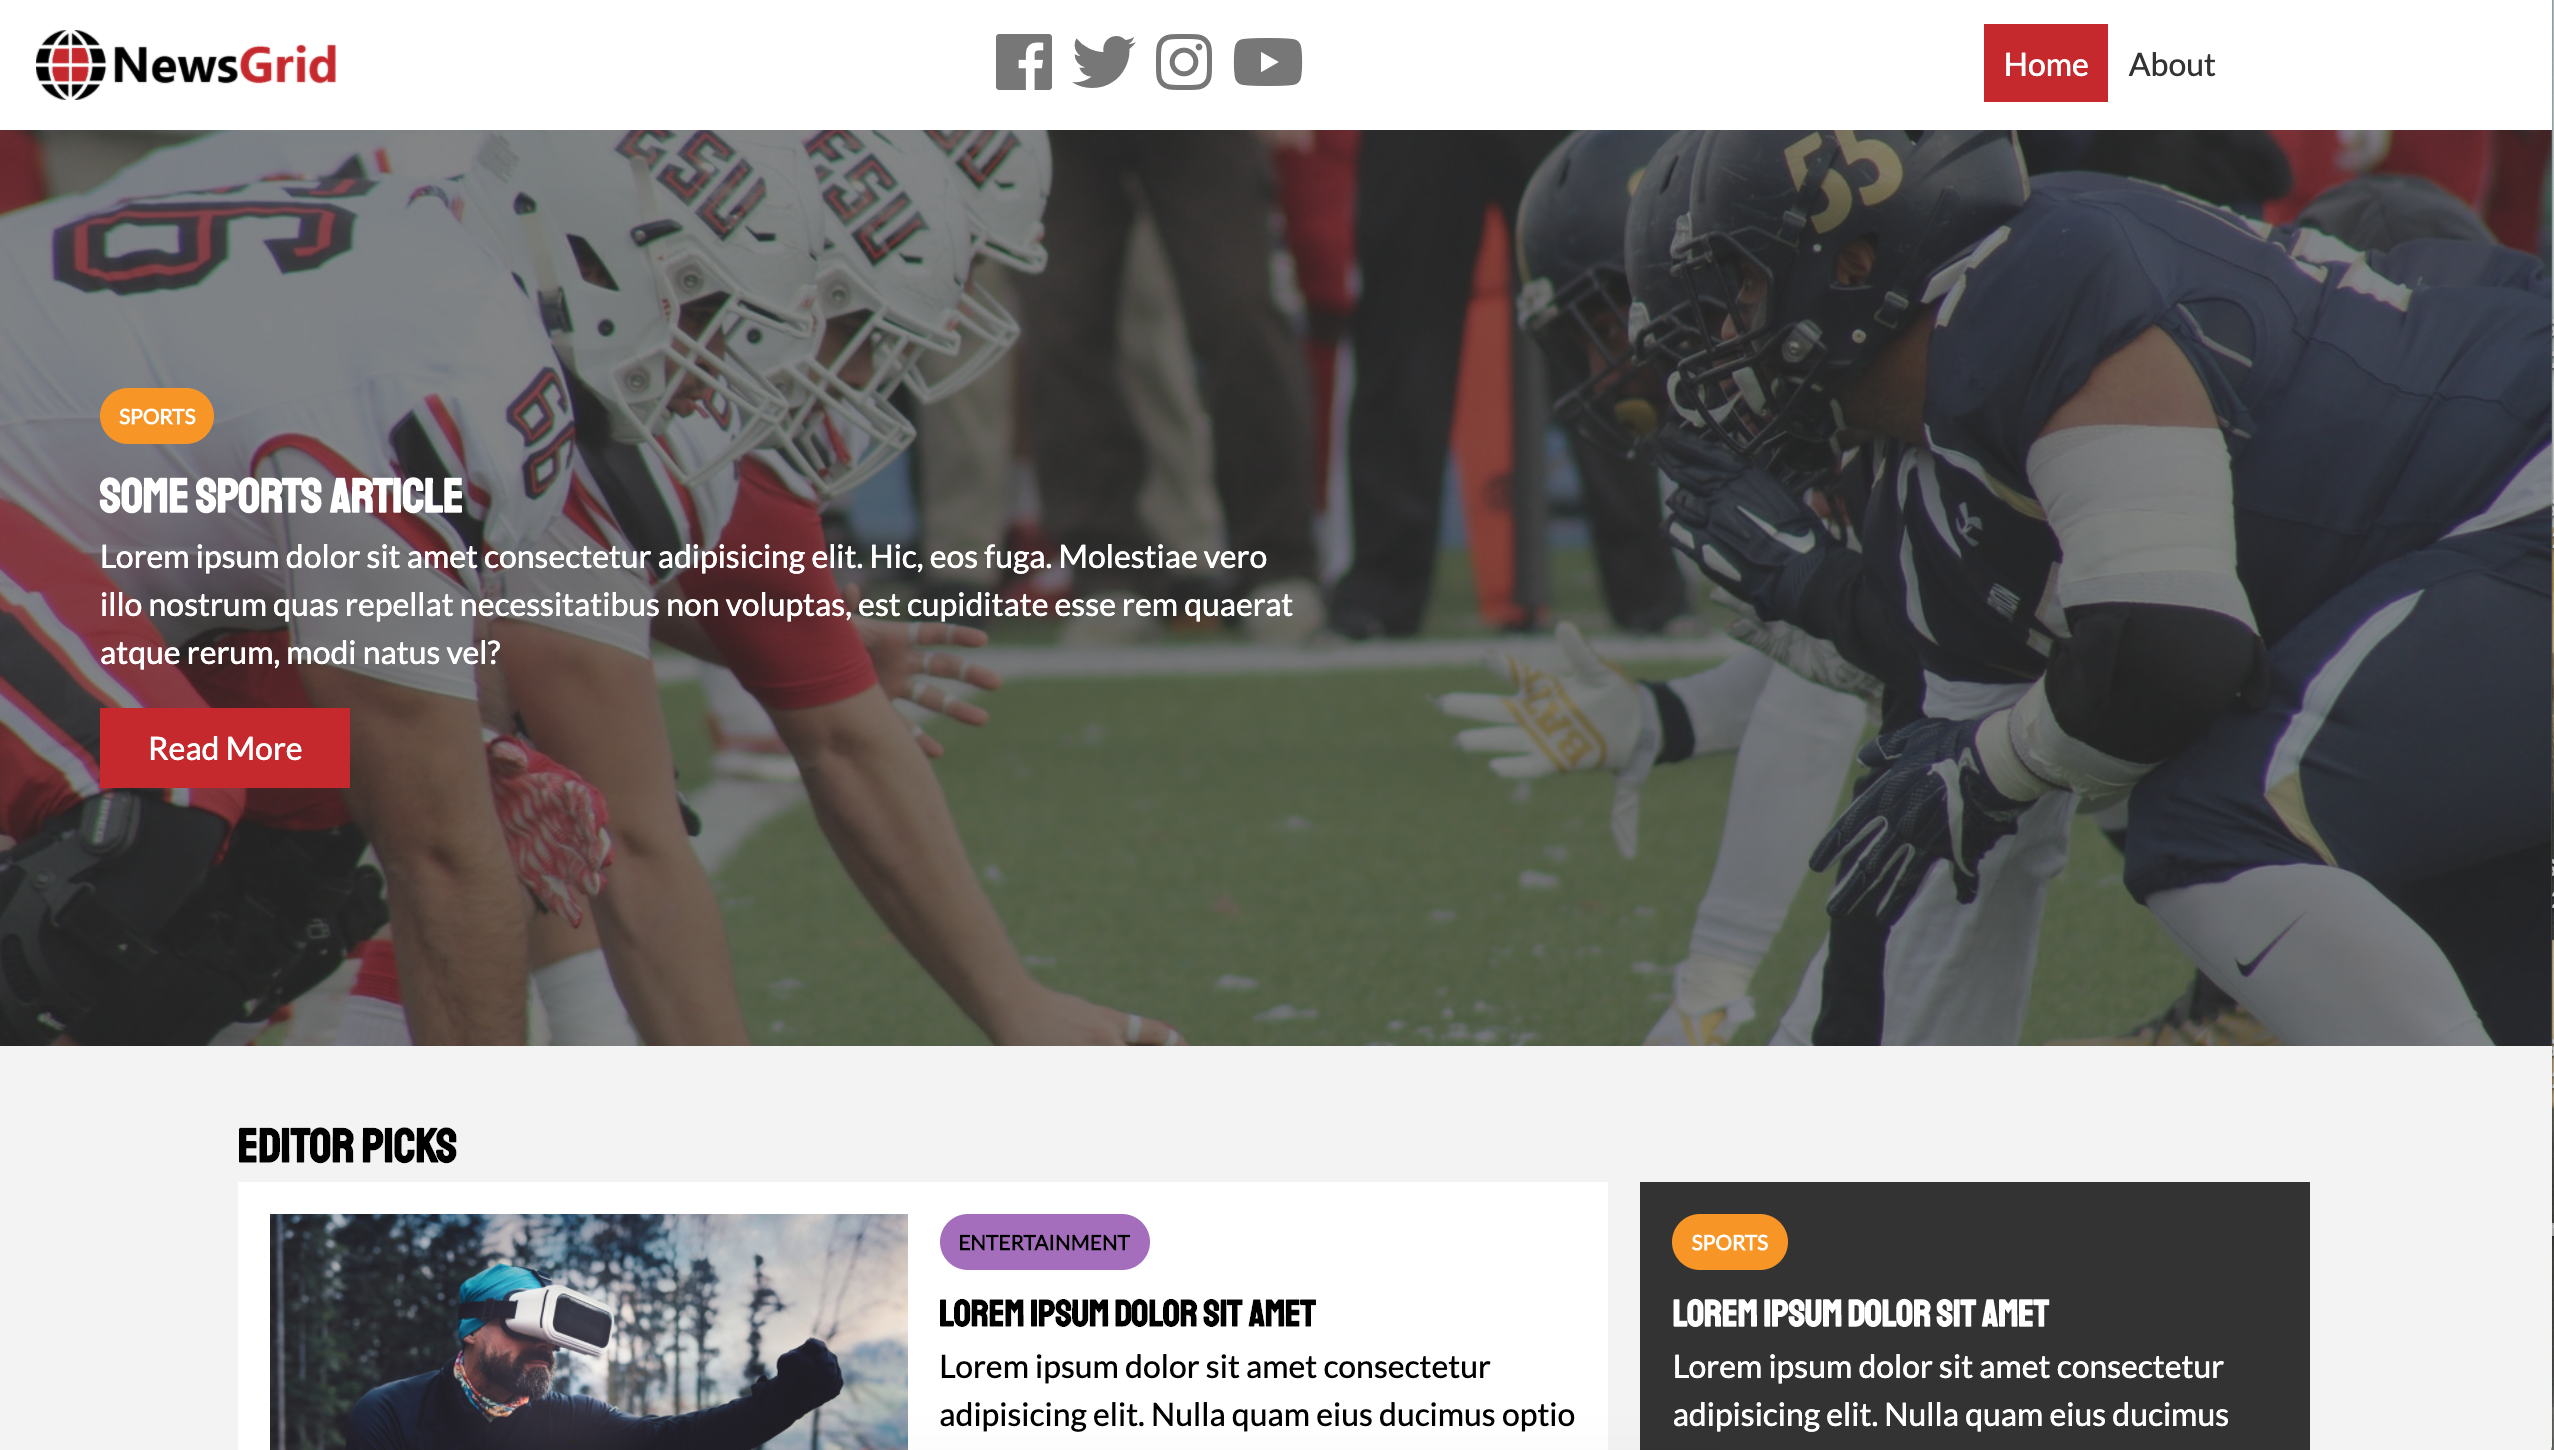 NewsGrid
Home About
ESU
ESU
55
66
SPORTS
SOME SPORTS ARTICLE
Lorem ipsum dolor sit amet consectetur adipisicing elit. Hic, eos fuga. Molestiae vero
illo nostrum quas repellat necessitatibus non voluptas, est cupiditate esse rem quaerat
atque rerum, modi natus vel?
Read More
EDITOR PICKS
ENTERTAINMENT
LOREM IPSUM DOLOR SIT AMET
Lorem ipsum dolor sit amet consectetur
adipisicing elit. Nulla quam eius ducimus optio
SPORTS
LOREM IPSUM DOLOR SIT AMET
Lorem ipsum dolor sit amet consectetur
adipisicing elit. Nulla quam eius ducimus